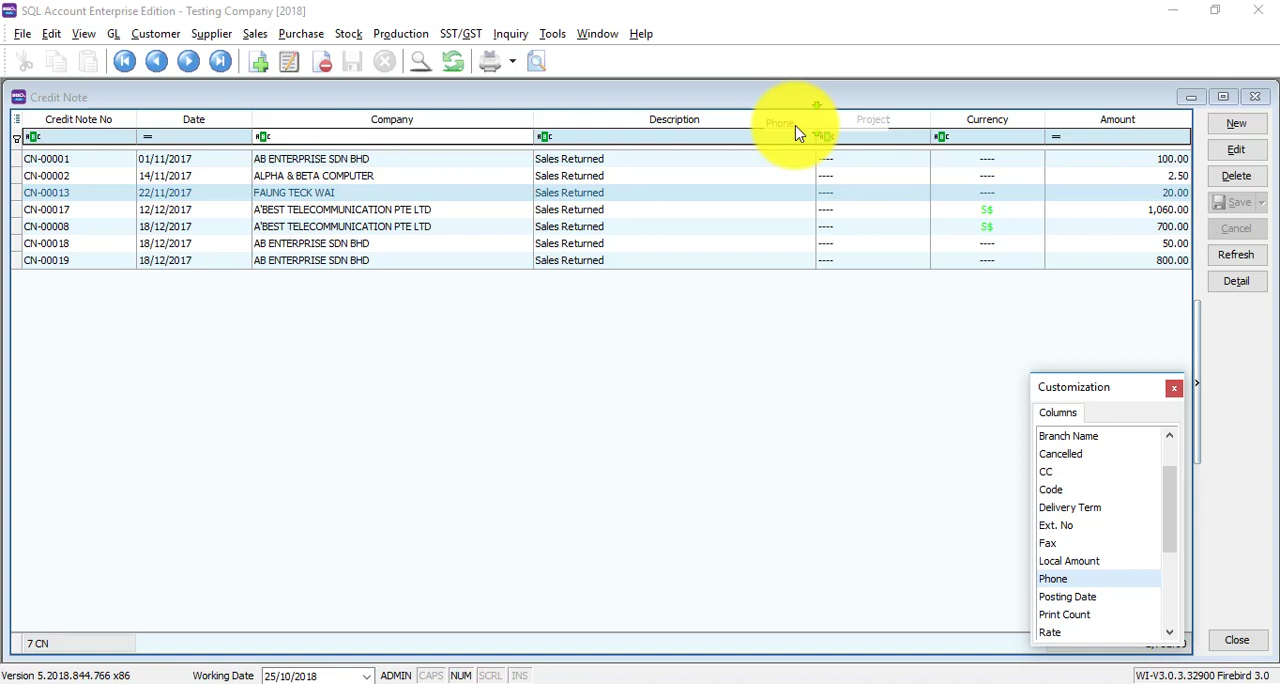 SQL Account Enterprise Edition - Testing Company [2018]
File Edit View GL Customer Supplier Sales Purchase Stock Production SST/GST Inquiry Tools Window Help
Credit Note
Credit Note No Date Company Description Phone Project Currency Amount
CN-00001 01/11/2017 AB ENTERPRISE SDN BHD Sales Returned ---- ---- 100.00
CN-00002 14/11/2017 ALPHA & BETA COMPUTER Sales Returned ---- ---- 2.50
CN-00013 22/11/2017 FAUNG TECK WAI Sales Returned ---- ---- 20.00
CN-00017 12/12/2017 A'BEST TELECOMMUNICATION PTE LTD Sales Returned ---- S$ 1,060.00
CN-00008 18/12/2017 A'BEST TELECOMMUNICATION PTE LTD Sales Returned ---- S$ 700.00
CN-00018 18/12/2017 AB ENTERPRISE SDN BHD Sales Returned ---- ---- 50.00
CN-00019 18/12/2017 AB ENTERPRISE SDN BHD Sales Returned ---- ---- 800.00
7 CN
New
Edit
Delete
Save
Cancel
Refresh
Detail
Customization
Columns
Branch Name
Cancelled
CC
Code
Delivery Term
Ext. No
Fax
Local Amount
Phone
Posting Date
Print Count
Rate
Close
Version 5.2018.844.766 x86 Working Date 25/10/2018 ADMIN CAPS NUM SCRL INS WI-V3.0.3.32900 Firebird 3.0